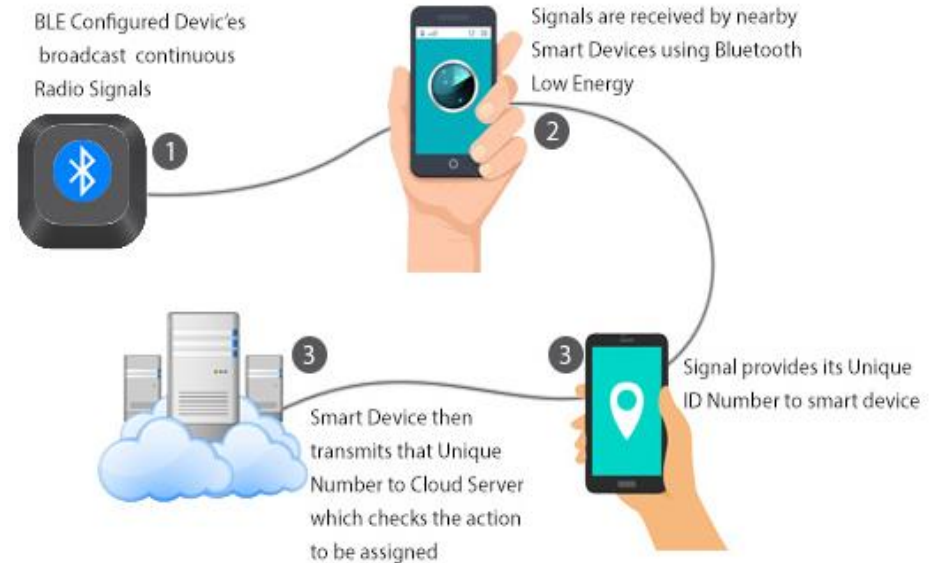 BLE Configured Devic'es
broadcast continuous
Radio Signals
1
Signals are received by nearby
Smart Devices using Bluetooth
Low Energy
2
3
Signal provides its Unique
ID Number to smart device
3
Smart Device then
transmits that Unique
Number to Cloud Server
which checks the action
to be assigned